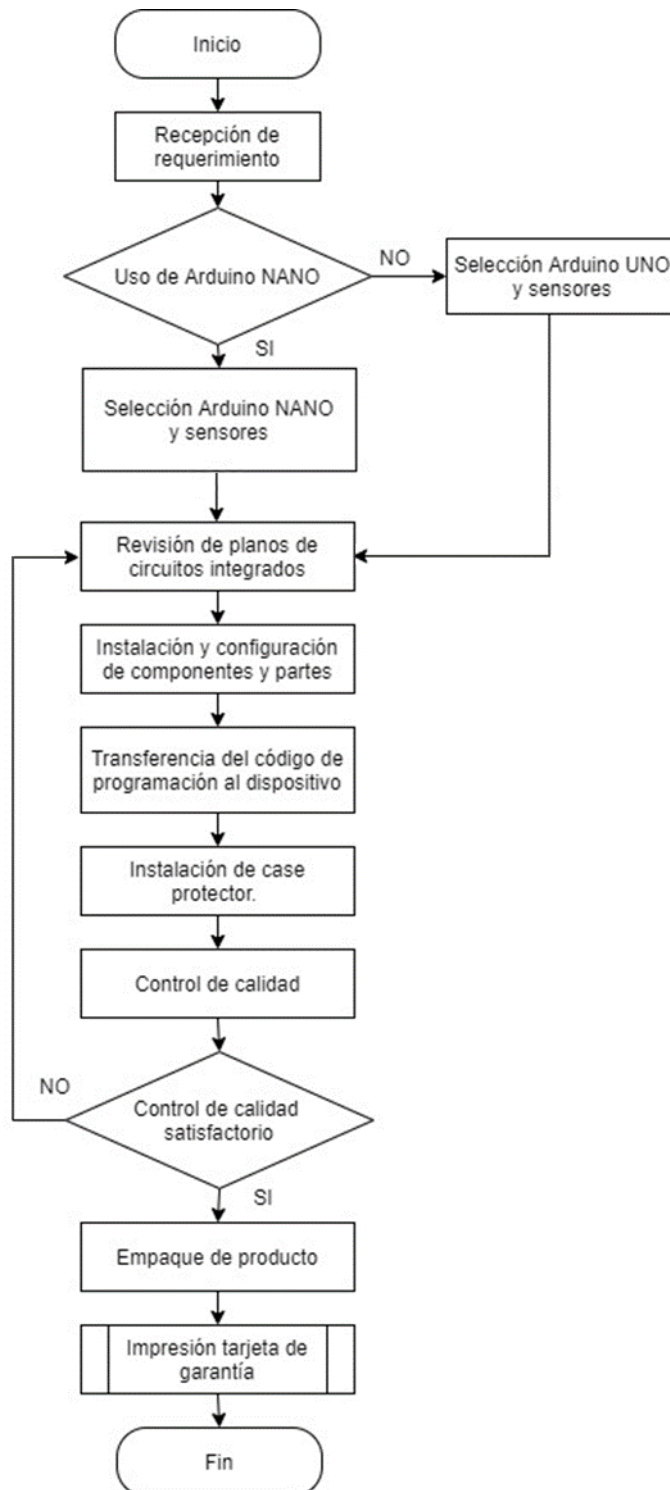 Inicio
Recepción de
requerimiento
Uso de Arduino NANO
NO
Selección Arduino UNO
y sensores
SI
Selección Arduino NANO
y sensores
Revisión de planos de
circuitos integrados
Instalación y configuración
de componentes y partes
Transferencia del código de
programación al dispositivo
Instalación de case
protector.
Control de calidad
NO
Control de calidad
satisfactorio
SI
Empaque de producto
Impresión tarjeta de
garantía
Fin